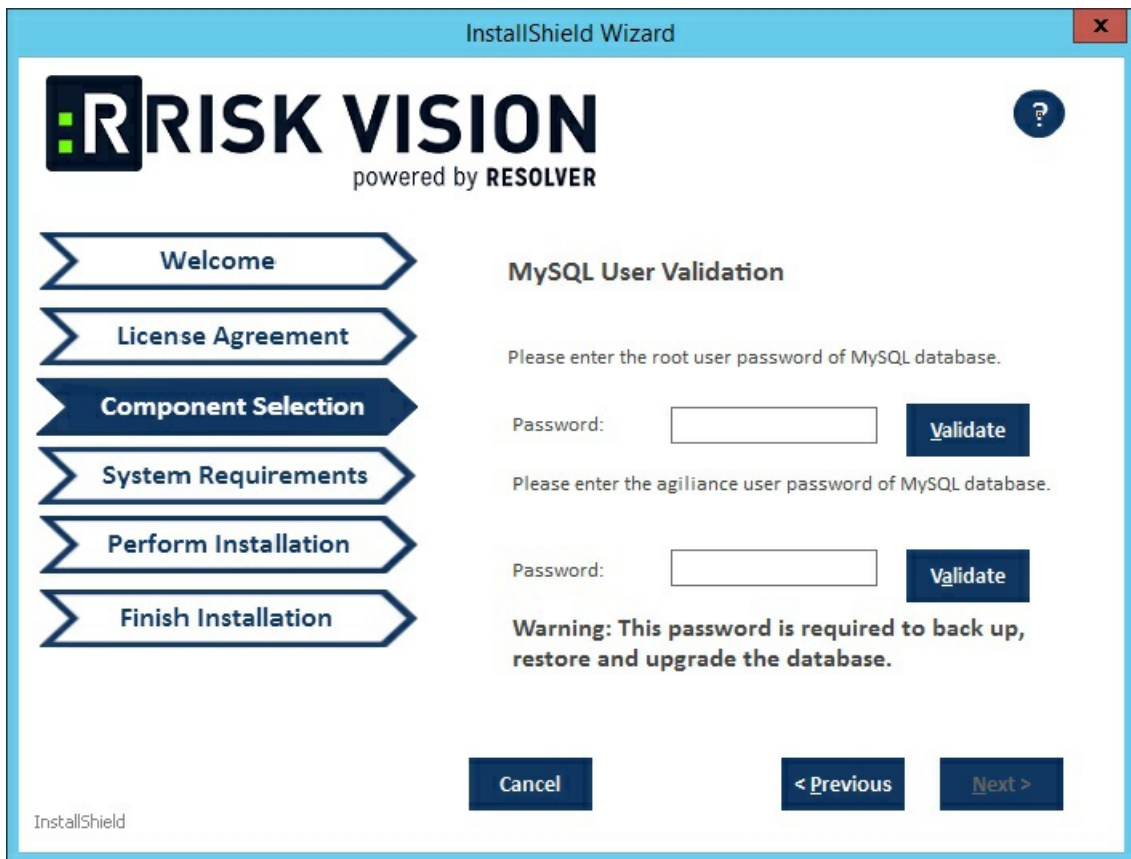 InstallShield Wizard
x
:R RISK VISION
powered by RESOLVER
?
Welcome
License Agreement
Component Selection
System Requirements
Perform Installation
Finish Installation
MySQL User Validation
Please enter the root user password of MySQL database.
Password:
Validate
Please enter the agiliance user password of MySQL database.
Password:
Validate
Warning: This password is required to back up,
restore and upgrade the database.
Cancel
< Previous
Next >
InstallShield